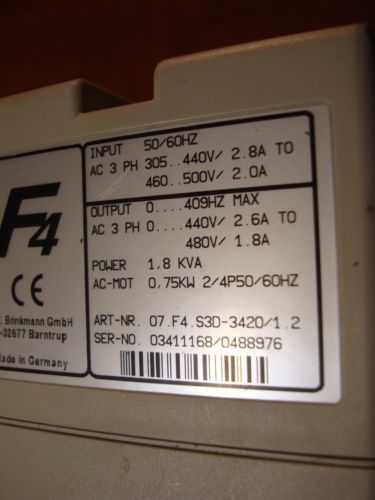 F4
CE
. Brinkmann GmbH
-32677 Barntrup
Made in Germany
INPUT 50/60HZ
AC 3 PH 305..440V/ 2.8A TO
460..500V/ 2.0A
OUTPUT 0....409HZ MAX
AC 3 PH 0....440V/ 2.6A TO
480V/ 1.8A
POWER 1.8 KVA
AC-MOT 0,75KW 2/4P50/60HZ
ART-NR. 07.F4.S3D-3420/1.2
SER-NO. 03411168/0488976